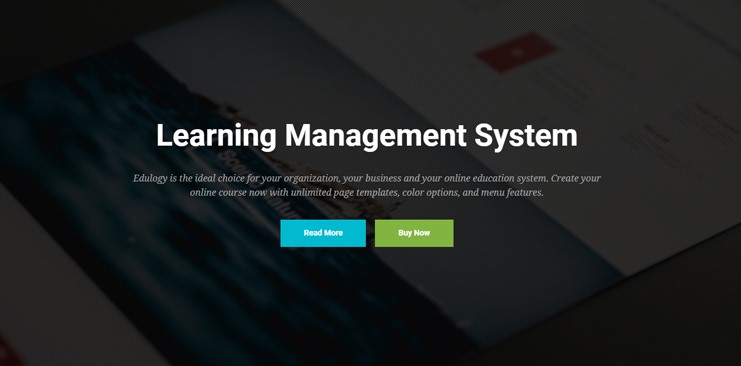 Learning Management System
Edulogy is the ideal choice for your organization, your business and your online education system. Create your
online course now with unlimited page templates, color options, and menu features.
Read More
Buy Now